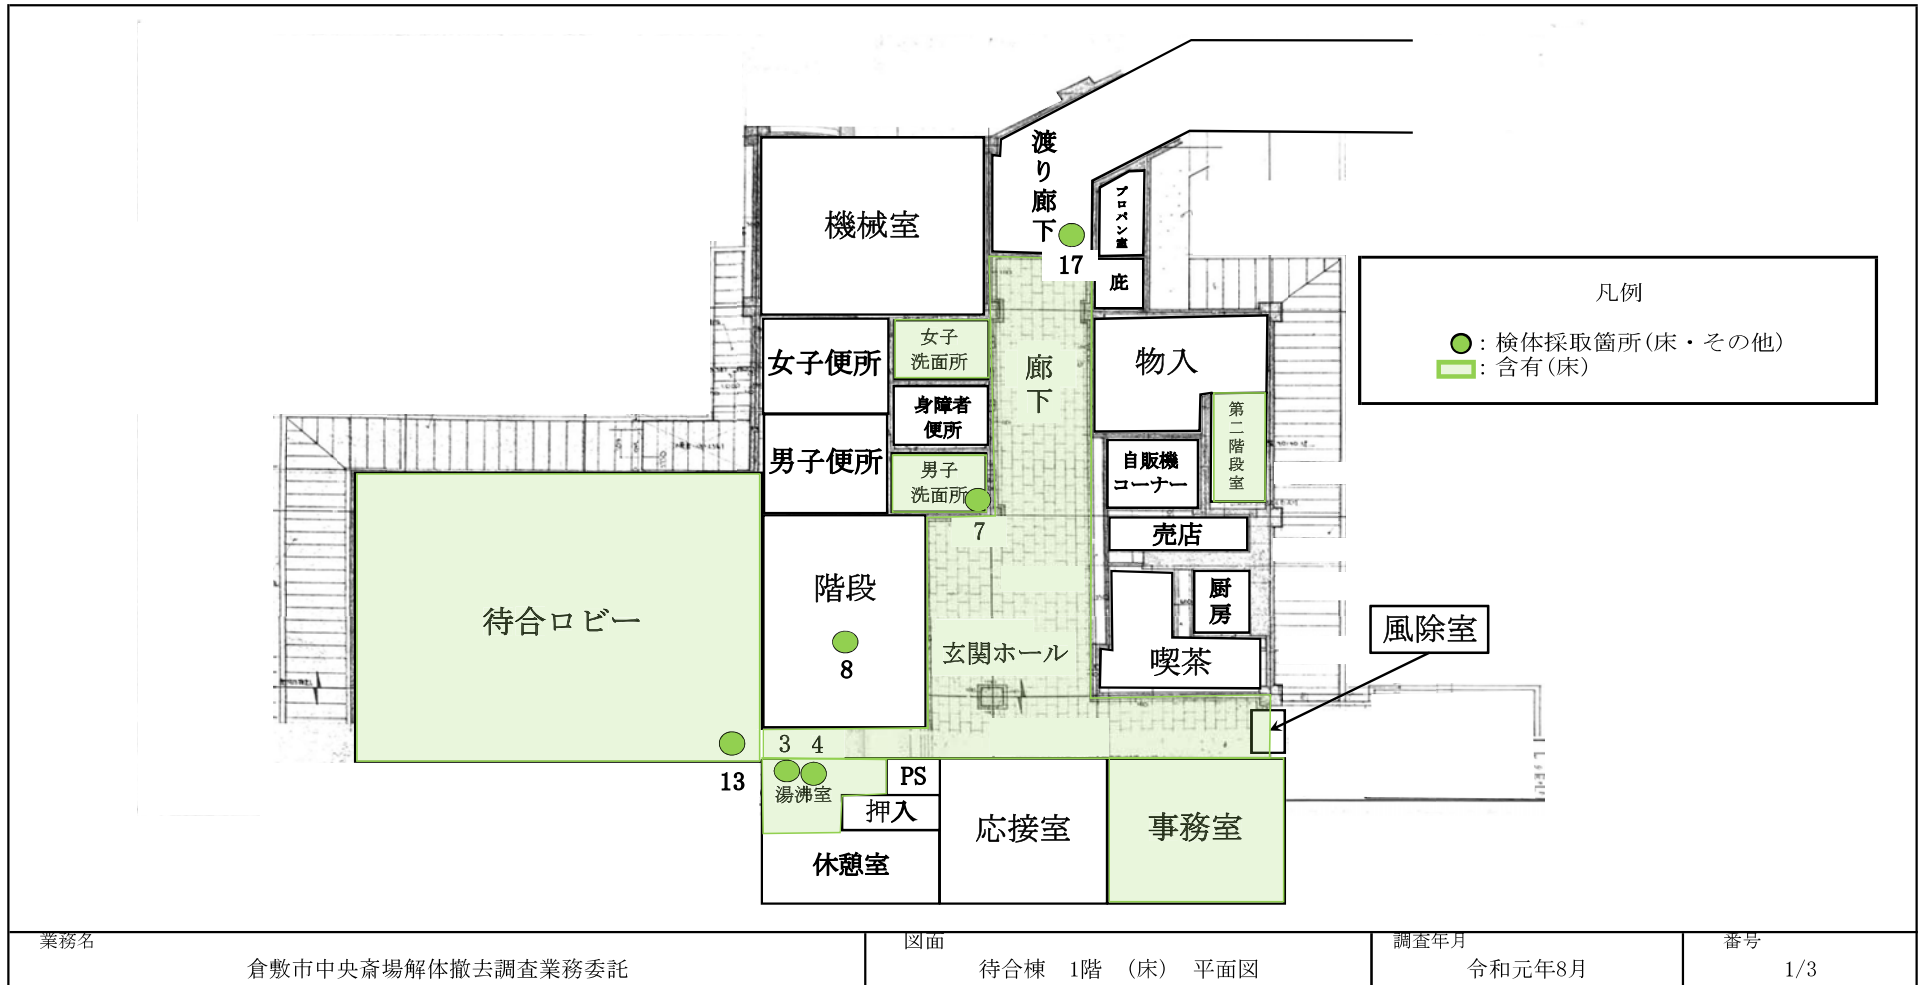 渡り廊下
プロパン室
機械室
17
庇
凡例
: 検体採取箇所(床・その他)
: 含有(床)
女子
洗面所
女子便所
廊下
物入
身障者
便所
第二階段室
男子便所
男子
洗面所
自販機
コーナー
7
売店
階段
厨房
待合ロビー
風除室
玄関ホール
喫茶
8
3 4
13
湯沸室
PS
押入
応接室
事務室
休憩室
業務名
倉敷市中央斎場解体撤去調査業務委託
図面
待合棟 1階 (床) 平面図
調査年月
令和元年8月
番号
1/3